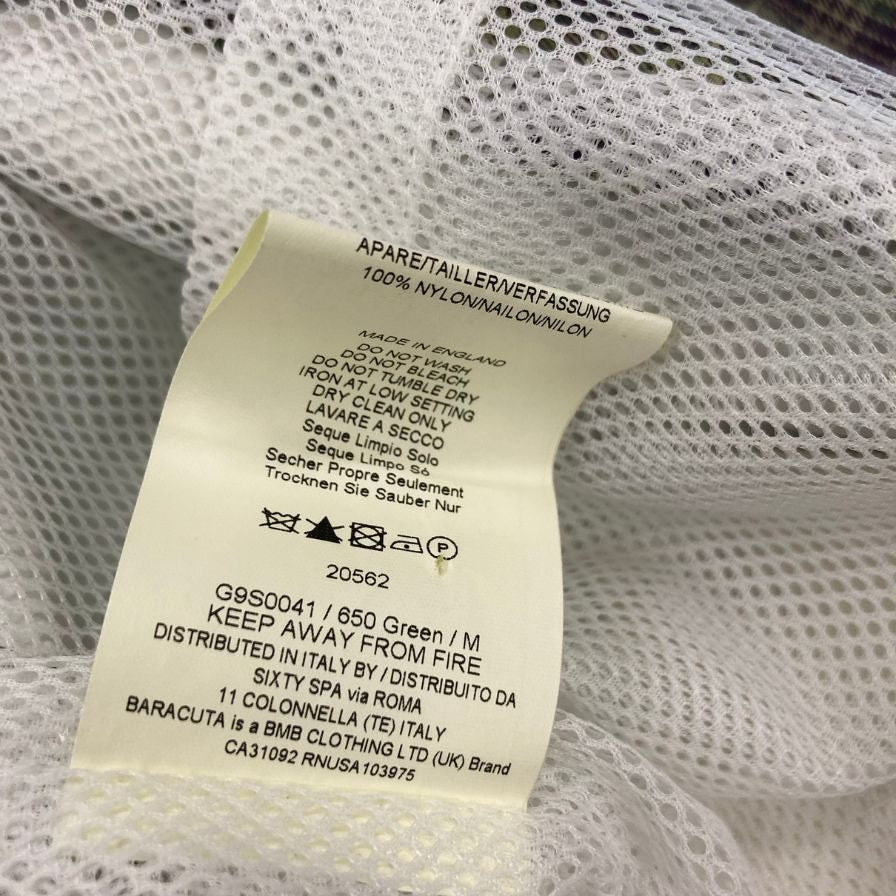 APARE/TAILLER/VERFASSUNG
100% NYLON/NAILON/NILON
MADE IN ENGLAND
DO NOT WASH
DO NOT BLEACH
DO NOT TUMBLE DRY
IRON AT LOW SETTING
DRY CLEAN ONLY
LAVARE A SECCO
Seque Limpio Solo
Seque Limpo Só
Secher Propre Seulement
Trocknen Sie Sauber Nur
P
20562
G9S0041 / 650 Green / M
KEEP AWAY FROM FIRE
DISTRIBUTED IN ITALY BY / DISTRIBUITO DA
SIXTY SPA via ROMA
11 COLONNELLA (TE) ITALY
BARACUTA is a BMB CLOTHING LTD (UK) Brand
CA31092 RNUSA103975